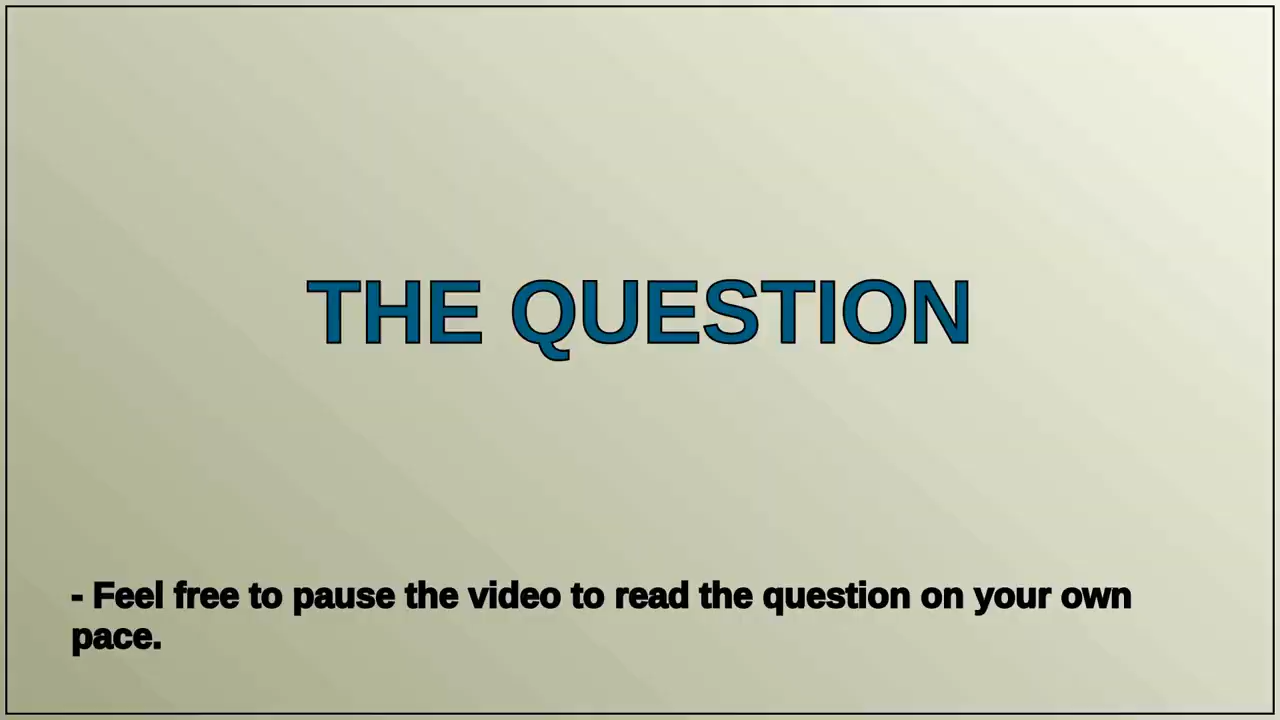 THE QUESTION
- Feel free to pause the video to read the question on your own
pace.